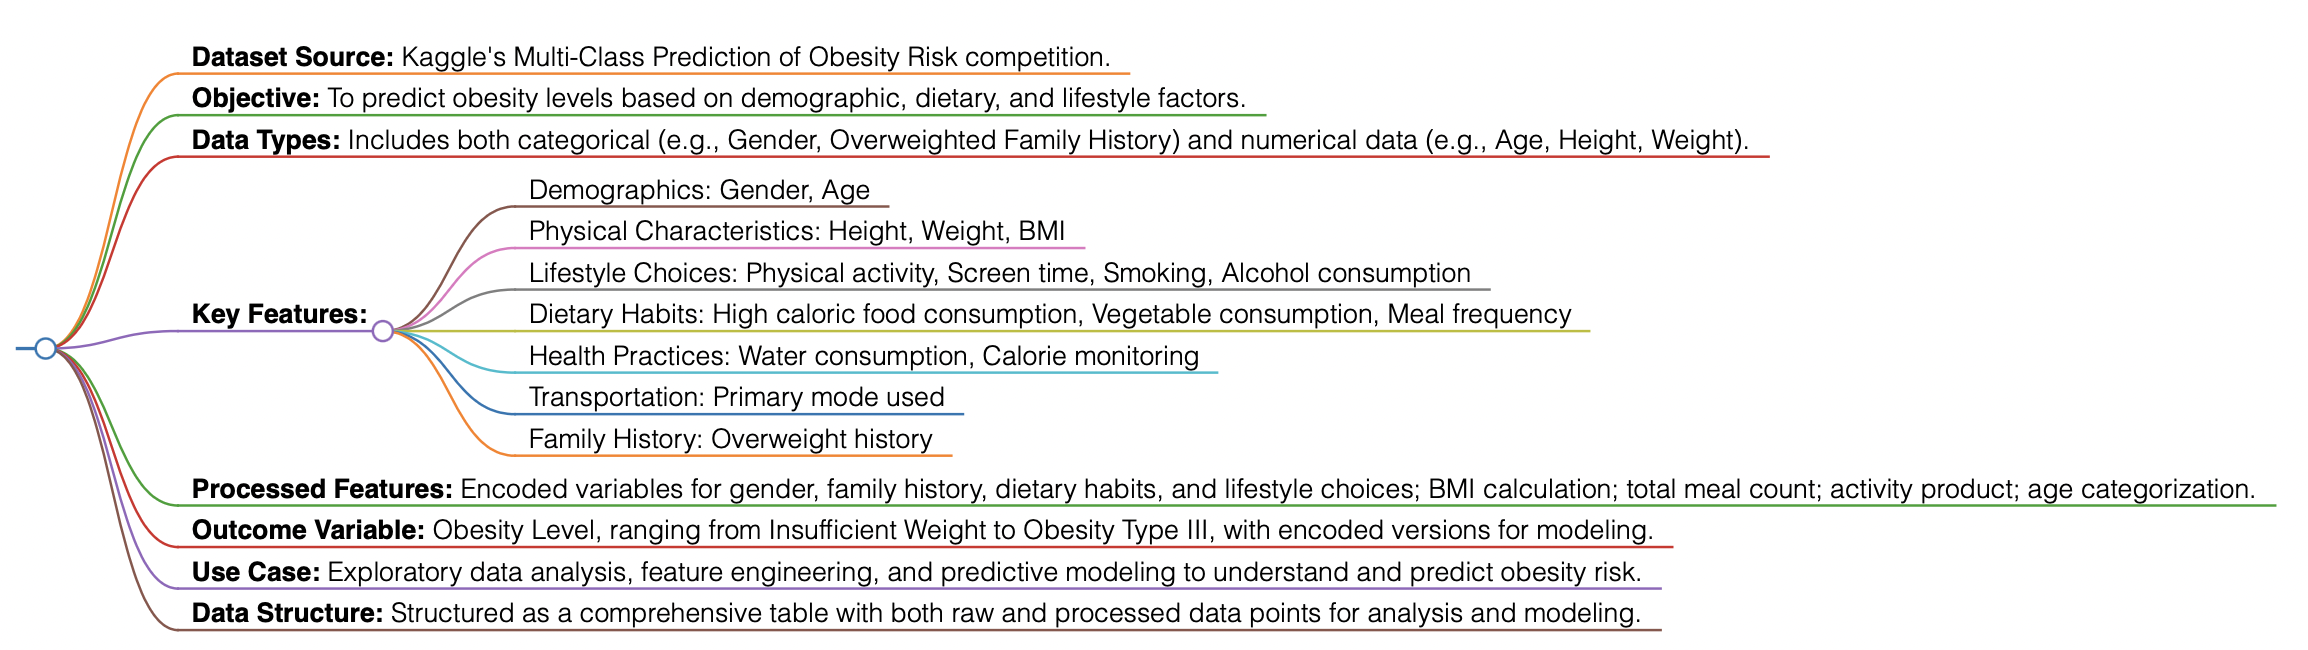 Dataset Source: Kaggle's Multi-Class Prediction of Obesity Risk competition.
Objective: To predict obesity levels based on demographic, dietary, and lifestyle factors.
Data Types: Includes both categorical (e.g., Gender, Overweighted Family History) and numerical data (e.g., Age, Height, Weight).
Key Features:
Demographics: Gender, Age
Physical Characteristics: Height, Weight, BMI
Lifestyle Choices: Physical activity, Screen time, Smoking, Alcohol consumption
Dietary Habits: High caloric food consumption, Vegetable consumption, Meal frequency
Health Practices: Water consumption, Calorie monitoring
Transportation: Primary mode used
Family History: Overweight history
Processed Features: Encoded variables for gender, family history, dietary habits, and lifestyle choices; BMI calculation; total meal count; activity product; age categorization.
Outcome Variable: Obesity Level, ranging from Insufficient Weight to Obesity Type III, with encoded versions for modeling.
Use Case: Exploratory data analysis, feature engineering, and predictive modeling to understand and predict obesity risk.
Data Structure: Structured as a comprehensive table with both raw and processed data points for analysis and modeling.